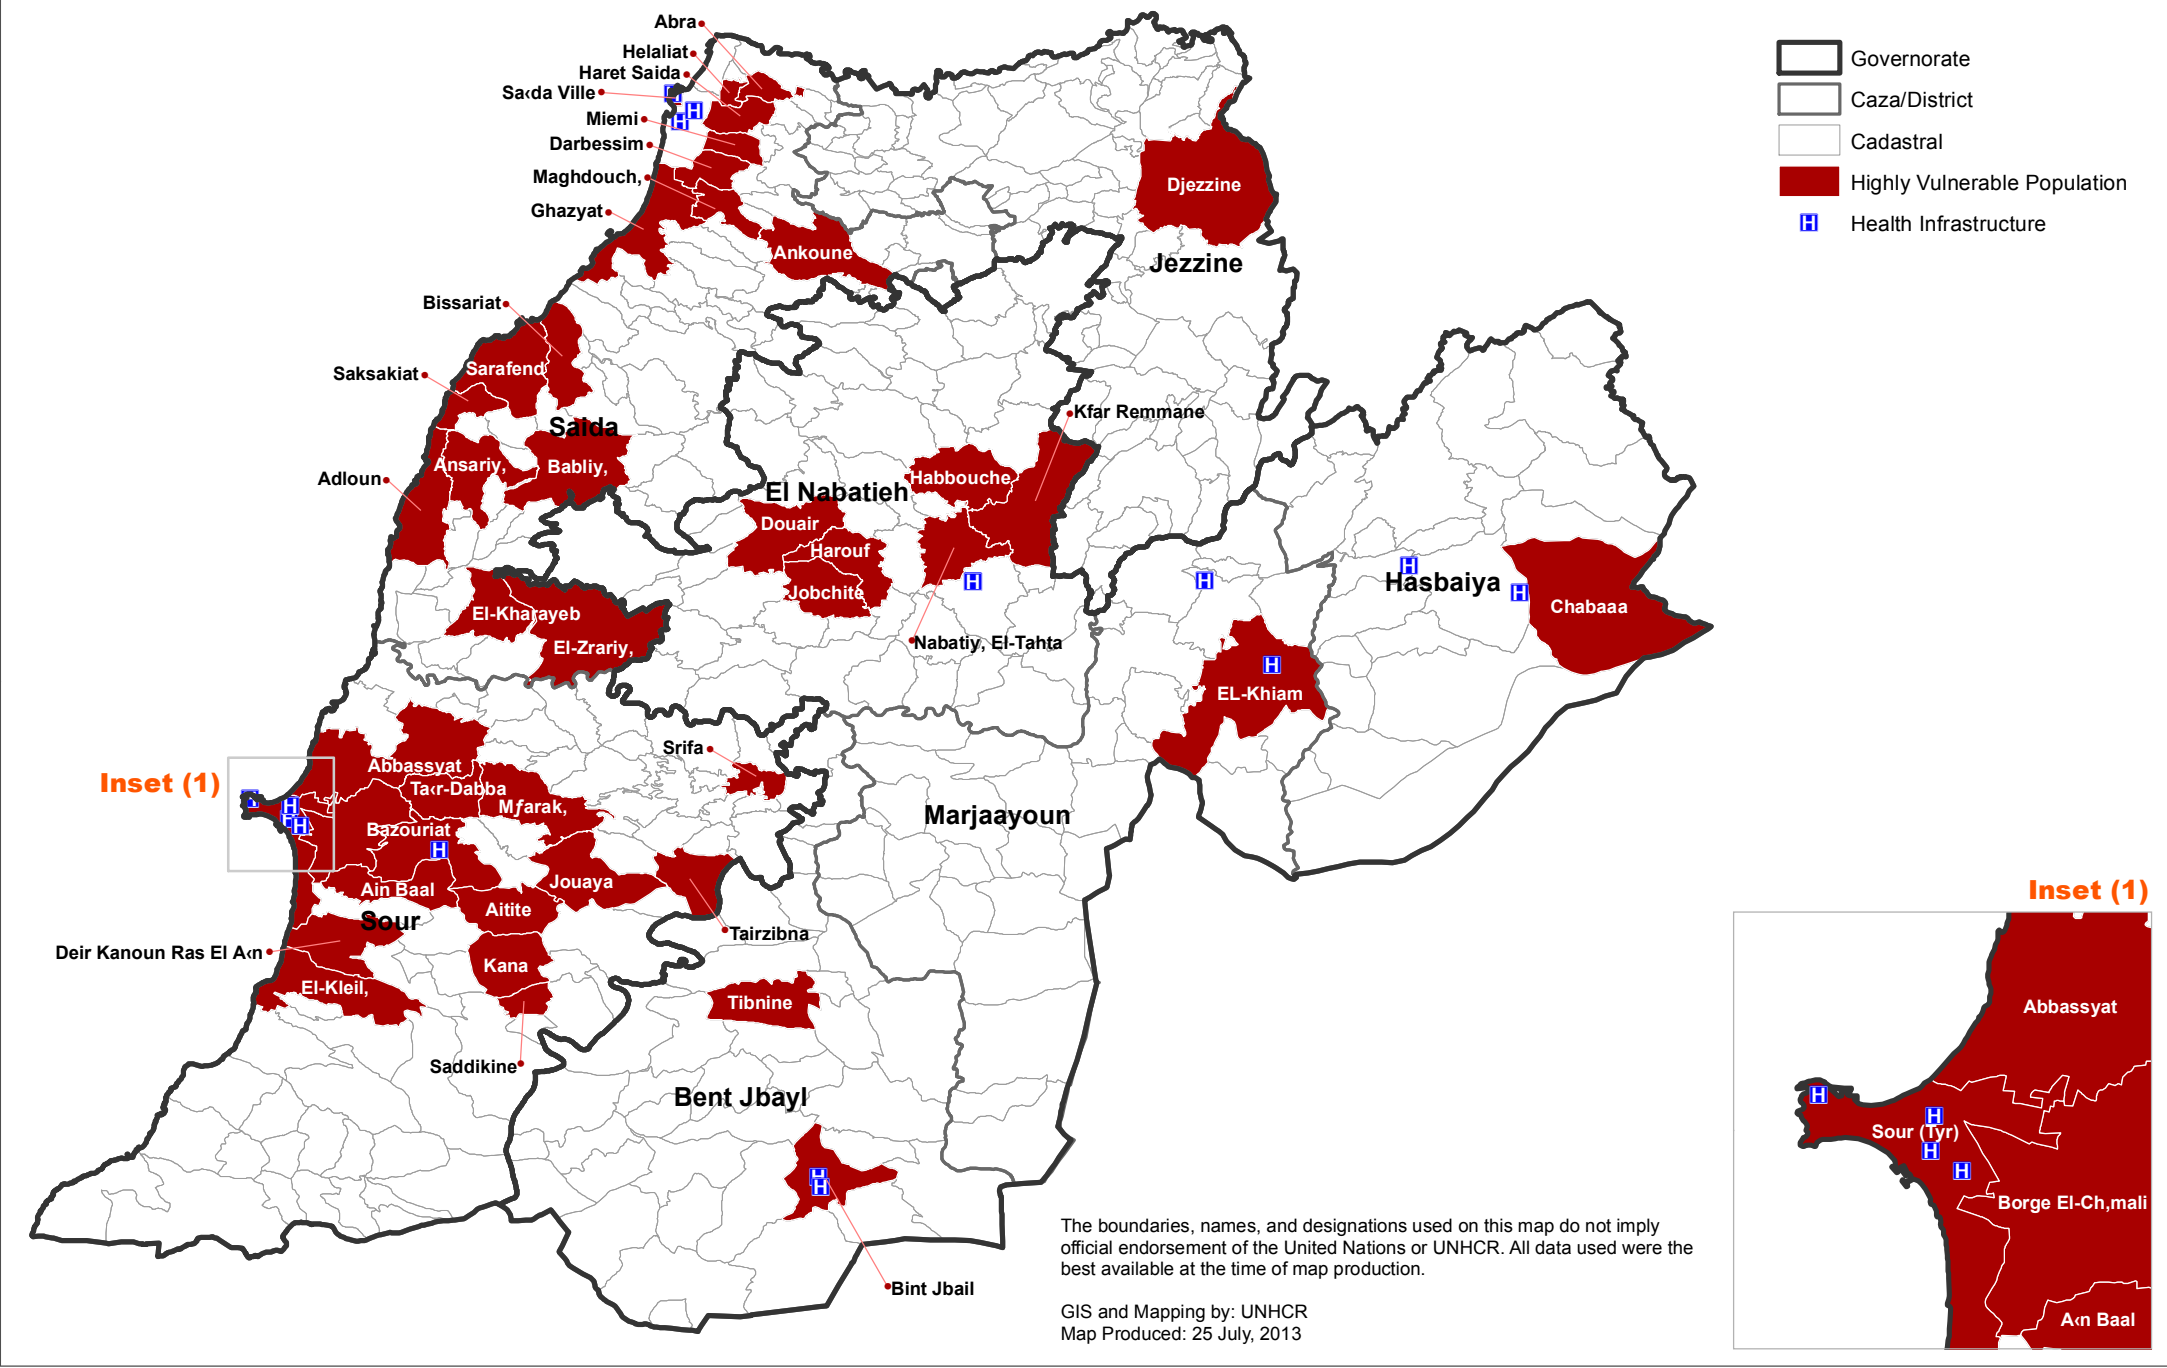 Abra
Helaliat
Haret Saida
Sa‹da Ville
Miemi
Darbessim
Maghdouch,
Ghazyat
Ankoune
Djezzine
Jezzine
Governorate
Caza/District
Cadastral
Highly Vulnerable Population
H Health Infrastructure
Bissariat
Sarafend
Saksakiat
Saida
Kfar Remmane
Ansariy,
Babliy,
Adloun
Habbouche
El Nabatieh
Douair
Harouf
Jobchite
Hasbaiya
Chabaaa
El-Kharayeb
El-Zrariy,
Nabatiy, El-Tahta
EL-Khiam
Srifa
Abbassyat
Inset (1)
Ta‹r-Dabba
Mƒarak,
Marjaayoun
Bazouriat
Ain Baal
Jouaya
Aitite
Sour
Tairzibna
Deir Kanoun Ras El A‹n
Kana
El-Kleil,
Tibnine
Saddikine
Bent Jbayl
Bint Jbail
Inset (1)
Abbassyat
Sour (Tyr)
Borge El-Ch,mali
A‹n Baal
The boundaries, names, and designations used on this map do not imply
official endorsement of the United Nations or UNHCR. All data used were the
best available at the time of map production.
GIS and Mapping by: UNHCR
Map Produced: 25 July, 2013